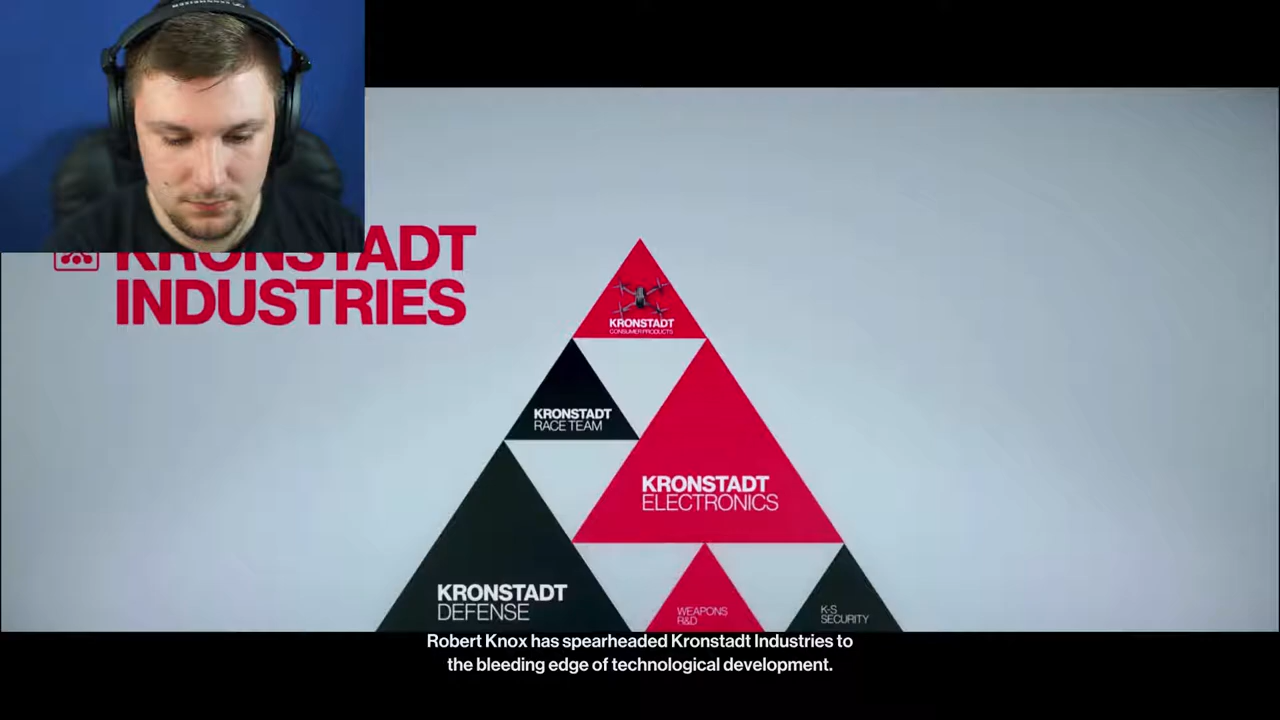 KRONSTADT
INDUSTRIES
KRONSTADT
CONSUMER PRODUCTS
KRONSTADT
RACE TEAM
KRONSTADT
ELECTRONICS
KRONSTADT
DEFENSE
WEAPONS
R&D
K-S
SECURITY
Robert Knox has spearheaded Kronstadt Industries to
the bleeding edge of technological development.